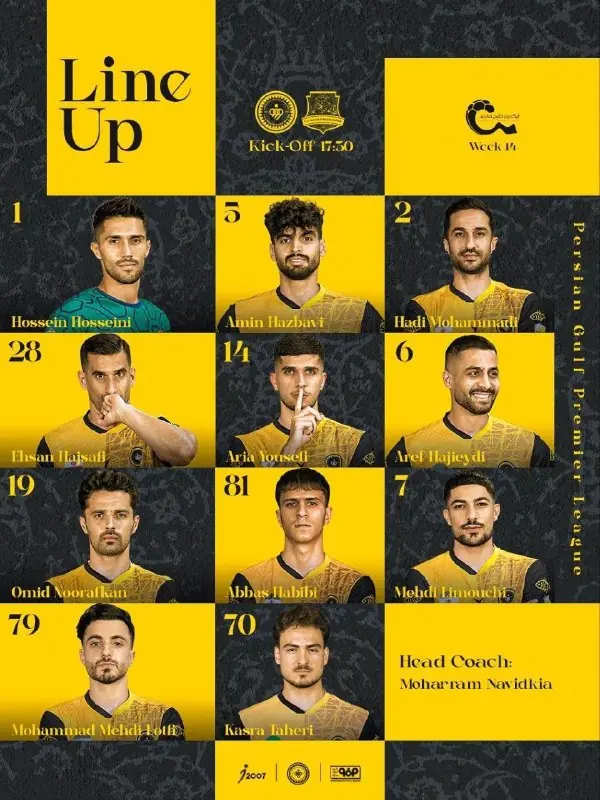 Line
Up
Kick-Off 17:30
Week 14
1
Hossein Hosseini
5
Amin Hazbavi
2
Hadi Mohammadi
28
Ehsan Hajsafi
14
Aria Yousefi
6
Aref Hajieydi
19
Omid Noorafkan
81
Abbas Habibi
7
Mehdi Limouchi
79
Mohammad Mehdi Lotfi
70
Kasra Taheri
Head Coach:
Moharram Navidkia
Persian Gulf Premier League
2007